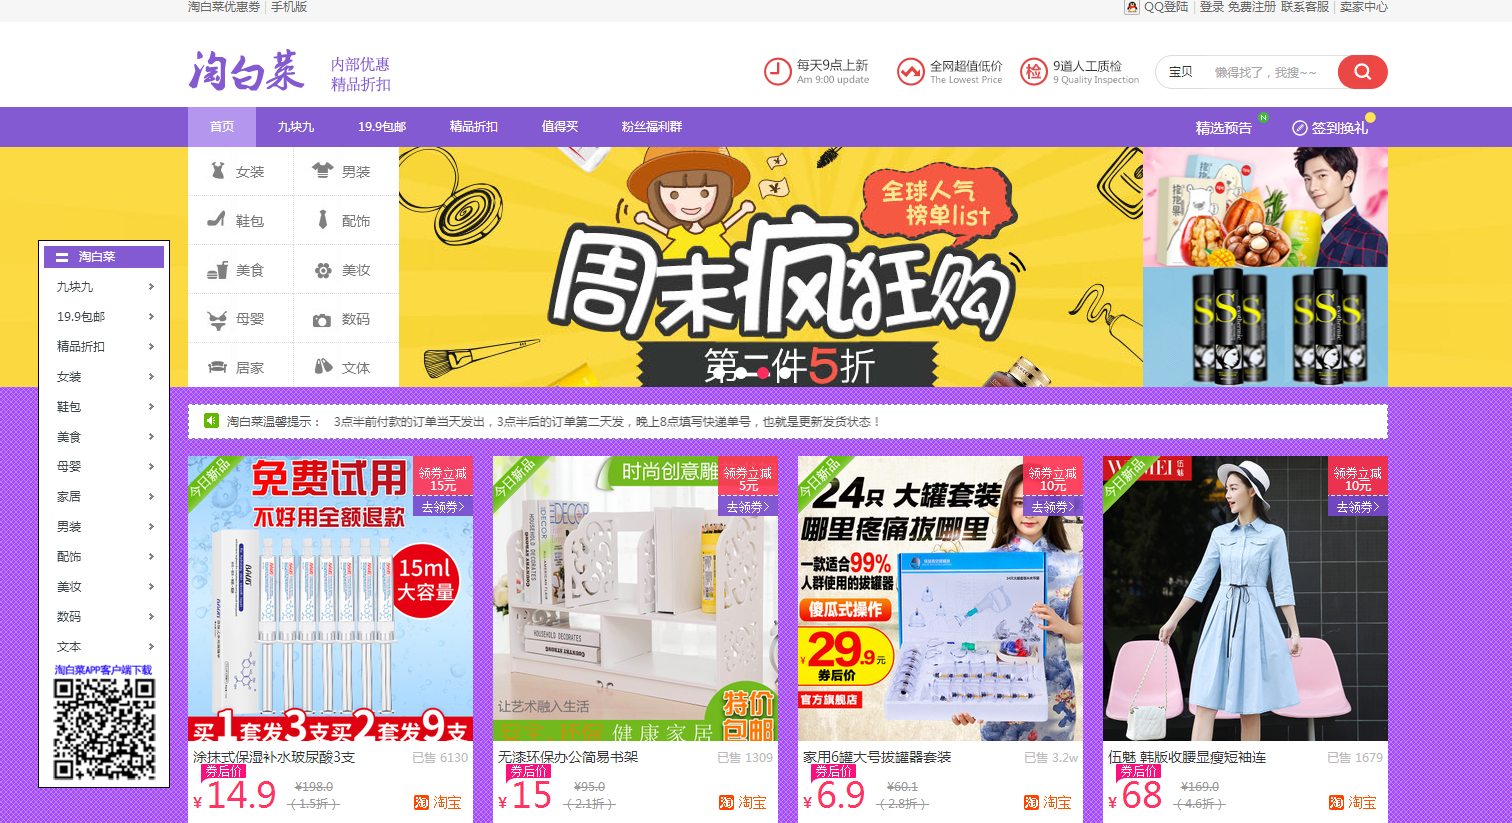 淘白菜优惠劵 | 手机版
QQ登陆 | 登录 免费注册 联系客服 | 卖家中心
淘白菜
内部优惠
精品折扣
每天9点上新
Am 9:00 update
全网超值低价
The Lowest Price
检
9道人工质检
9 Quality Inspection
宝贝
懒得找了，我搜~~
首页
九块九
19.9包邮
精品折扣
值得买
粉丝福利群
精选预告
N
签到换礼
女装
男装
鞋包
配饰
美食
美妆
母婴
数码
居家
文体
全球人气
榜单list
周末疯狂购
第二件5折
SSS
SSS
淘白菜
九块九
19.9包邮
精品折扣
女装
鞋包
美食
母婴
家居
男装
配饰
美妆
数码
文本
淘白菜APP客户端下载
淘白菜温馨提示： 3点半前付款的订单当天发出，3点半后的订单第二天发，晚上8点填写快递单号，也就是更新发货状态！
今日新品
免费试用
不好用全额退款
领券立减
15元
去领券
15ml
大容量
买1套发3支买2套发9支
涂抹式保湿补水玻尿酸3支
已售 6130
券后价
¥ 14.9
¥198.0
( 1.5折 )
淘 淘宝
今日新品
时尚创意雕
领券立减
5元
去领券
HOUSEHOLD DECORATES
COUNTRY STRONG
让艺术融入生活
健康家居
特价
包邮
无漆环保办公简易书架
已售 1309
券后价
¥ 15
¥95.0
( 2.1折 )
淘 淘宝
今日新品
24只 大罐套装
哪里疼痛拔哪里
领券立减
10元
去领券
一款适合99%
人群使用的拔罐器
傻瓜式操作
¥29.9元
券后价
官方旗舰店
家用6罐大号拔罐器套装
已售 3.2w
券后价
¥ 6.9
¥60.1
( 2.8折 )
淘 淘宝
今日新品
伍魅
领券立减
10元
去领券
伍魅 韩版收腰显瘦短袖连
已售 1679
券后价
¥ 68
¥169.0
( 4.6折 )
淘 淘宝